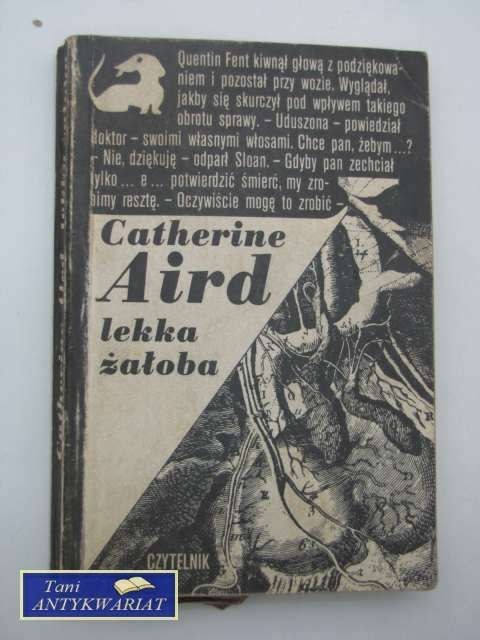 Quentin Fent kiwnął głową z podziękowa-
niem i pozostał przy wozie. Wyglądał,
jakby się skurczył pod wpływem takiego
obrotu sprawy. – Uduszona – powiedział
doktor – swoimi własnymi włosami. Chce pan, żebym ...?
– Nie, dziękuję – odparł Sloan. – Gdyby pan zechciał
tylko ... e ... potwierdzić śmierć, my zro-
bimy resztę. – Oczywiście mogę to zrobić –
Catherine
Aird
lekka
żałoba
CZYTELNIK
Tani
ANTYKWARIAT